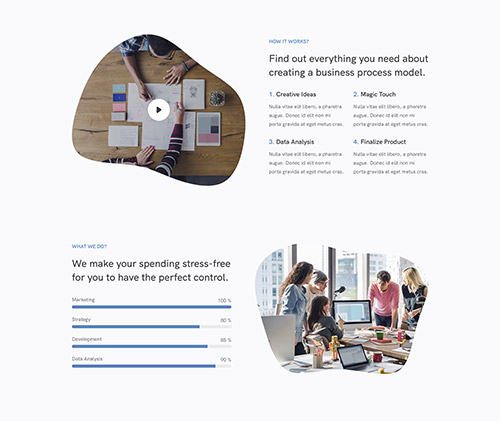 HOW IT WORKS?
Find out everything you need about
creating a business process model.
1. Creative Ideas
Nulla vitae elit libero, a pharetra
augue. Donec id elit non mi
porta gravida at eget metus cras.
2. Magic Touch
Nulla vitae elit libero, a pharetra
augue. Donec id elit non mi
porta gravida at eget metus cras.
3. Data Analysis
Nulla vitae elit libero, a pharetra
augue. Donec id elit non mi
porta gravida at eget metus cras.
4. Finalize Product
Nulla vitae elit libero, a pharetra
augue. Donec id elit non mi
porta gravida at eget metus cras.
WHAT WE DO?
We make your spending stress-free
for you to have the perfect control.
Marketing 100 %
Strategy 80 %
Development 85 %
Data Analysis 90 %